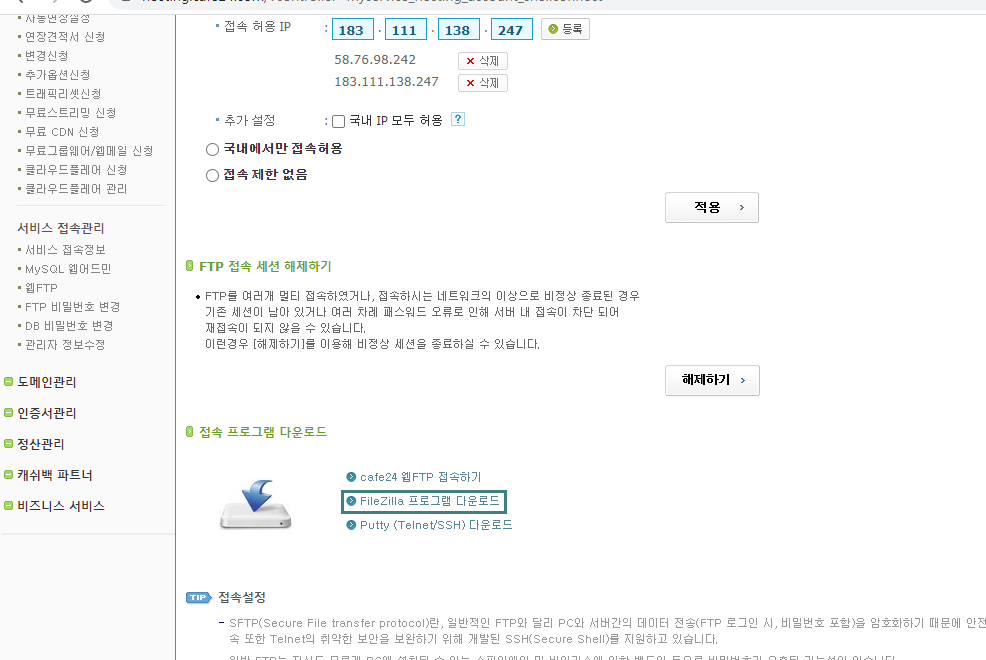 자동연장설정
연장견적서 신청
변경신청
추가옵션신청
트래픽리셋신청
무료스트리밍 신청
무료 CDN 신청
무료그룹웨어/웹메일 신청
클라우드플레어 신청
클라우드플레어 관리
서비스 접속관리
서비스 접속정보
MySQL 웹어드민
웹FTP
FTP 비밀번호 변경
DB 비밀번호 변경
관리자 정보수정
도메인관리
인증서관리
정산관리
캐쉬백 파트너
비즈니스 서비스
접속 허용 IP : 183 . 111 . 138 . 247 등록
58.76.98.242 삭제
183.111.138.247 삭제
추가 설정 : 국내 IP 모두 허용 ?
국내에서만 접속허용
접속 제한 없음
적용
FTP 접속 세션 해제하기
FTP를 여러개 멀티 접속하였거나, 접속하시는 네트워크의 이상으로 비정상 종료된 경우
기존 세션이 남아 있거나 여러 차례 패스워드 오류로 인해 서버 내 접속이 차단 되어
재접속이 되지 않을 수 있습니다.
이런경우 [해제하기]를 이용해 비정상 세션을 종료하실 수 있습니다.
해제하기
접속 프로그램 다운로드
cafe24 웹FTP 접속하기
FileZilla 프로그램 다운로드
Putty (Telnet/SSH) 다운로드
TIP 접속설정
- SFTP(Secure File transfer protocol)란, 일반적인 FTP와 달리 PC와 서버간의 데이터 전송(FTP 로그인 시, 비밀번호 포함)을 암호화하기 때문에 안전
속 또한 Telnet의 취약한 보안을 보완하기 위해 개발된 SSH(Secure Shell)를 지원하고 있습니다.